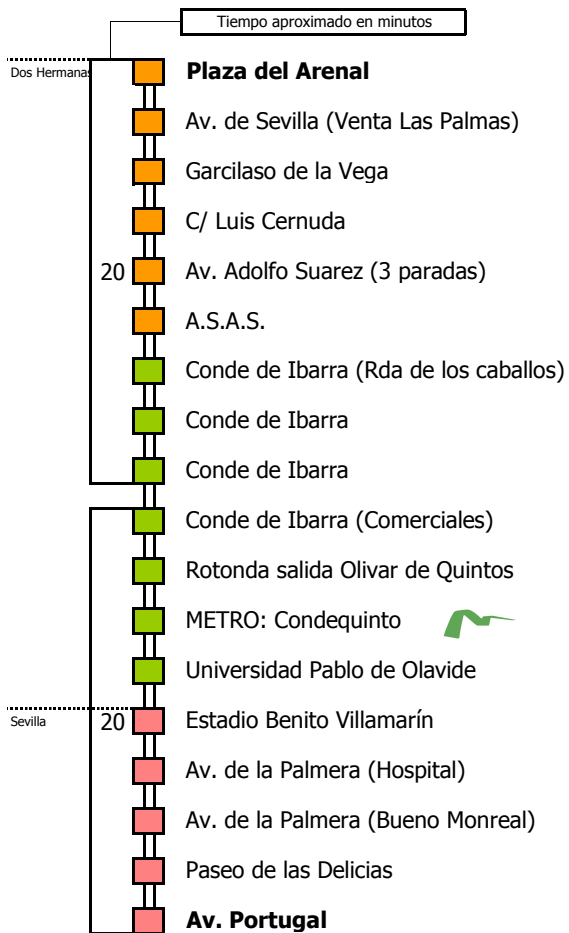 Tiempo aproximado en minutos
Dos Hermanas
Plaza del Arenal
Av. de Sevilla (Venta Las Palmas)
Garcilaso de la Vega
C/ Luis Cernuda
20
Av. Adolfo Suarez (3 paradas)
A.S.A.S.
Conde de Ibarra (Rda de los caballos)
Conde de Ibarra
Conde de Ibarra
Conde de Ibarra (Comerciales)
Rotonda salida Olivar de Quintos
METRO: Condequinto
Universidad Pablo de Olavide
Sevilla
20
Estadio Benito Villamarín
Av. de la Palmera (Hospital)
Av. de la Palmera (Bueno Monreal)
Paseo de las Delicias
Av. Portugal